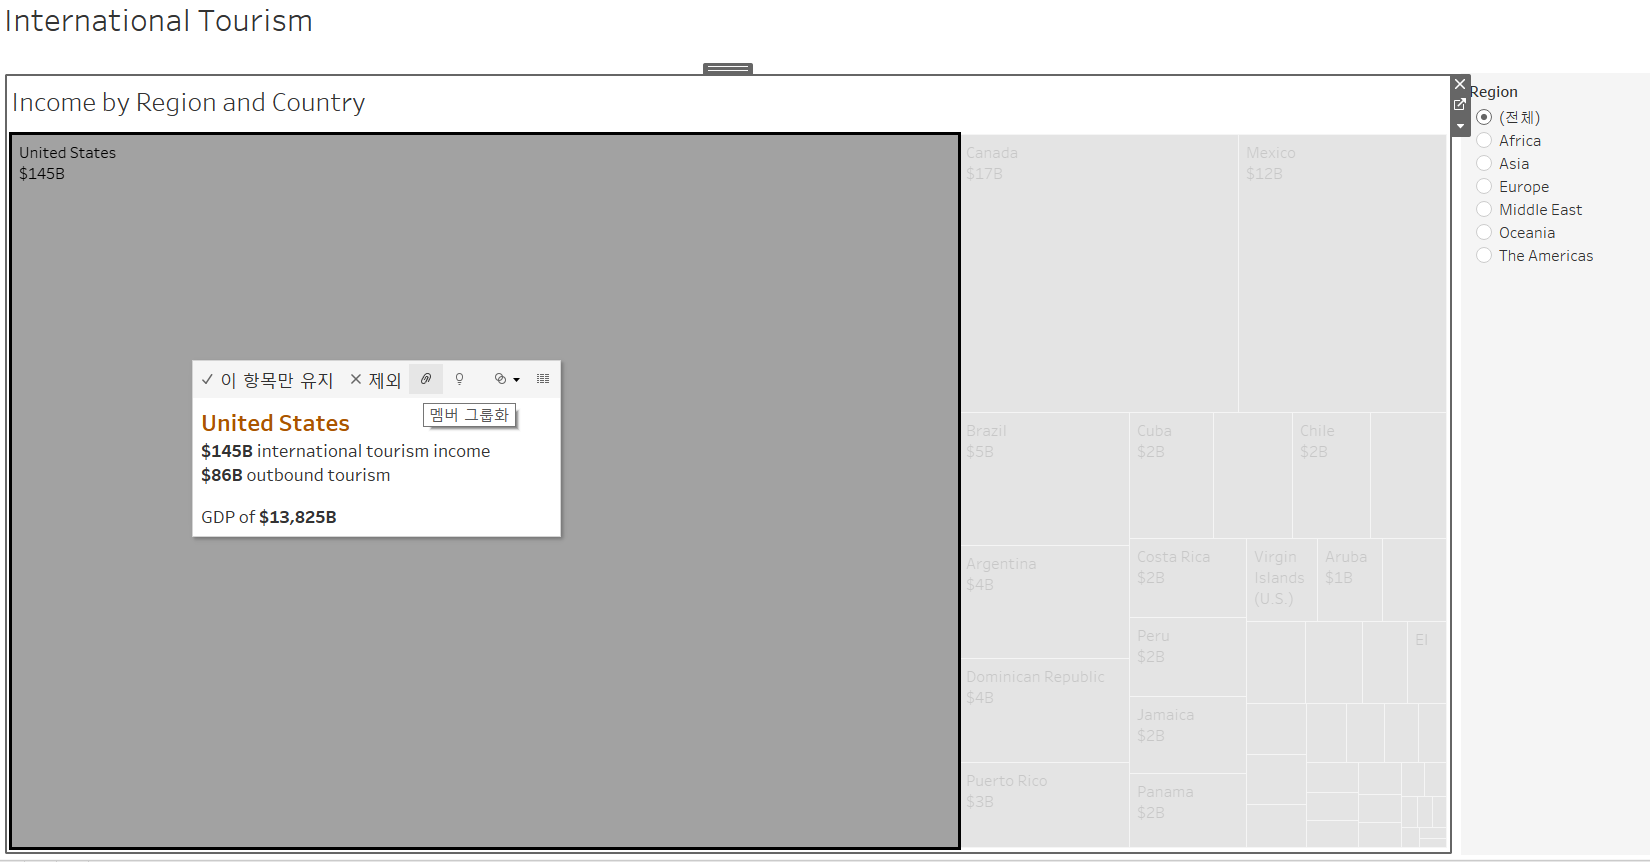 International Tourism
Income by Region and Country
United States
$145B
이 항목만 유지
제외
멤버 그룹화
United States
$145B international tourism income
$86B outbound tourism
GDP of $13,825B
Canada
$17B
Mexico
$12B
Brazil
$5B
Cuba
$2B
Chile
$2B
Argentina
$4B
Costa Rica
$2B
Virgin
Islands
(U.S.)
Aruba
$1B
Peru
$2B
El
Dominican Republic
$4B
Jamaica
$2B
Puerto Rico
$3B
Panama
$2B
Region
(전체)
Africa
Asia
Europe
Middle East
Oceania
The Americas